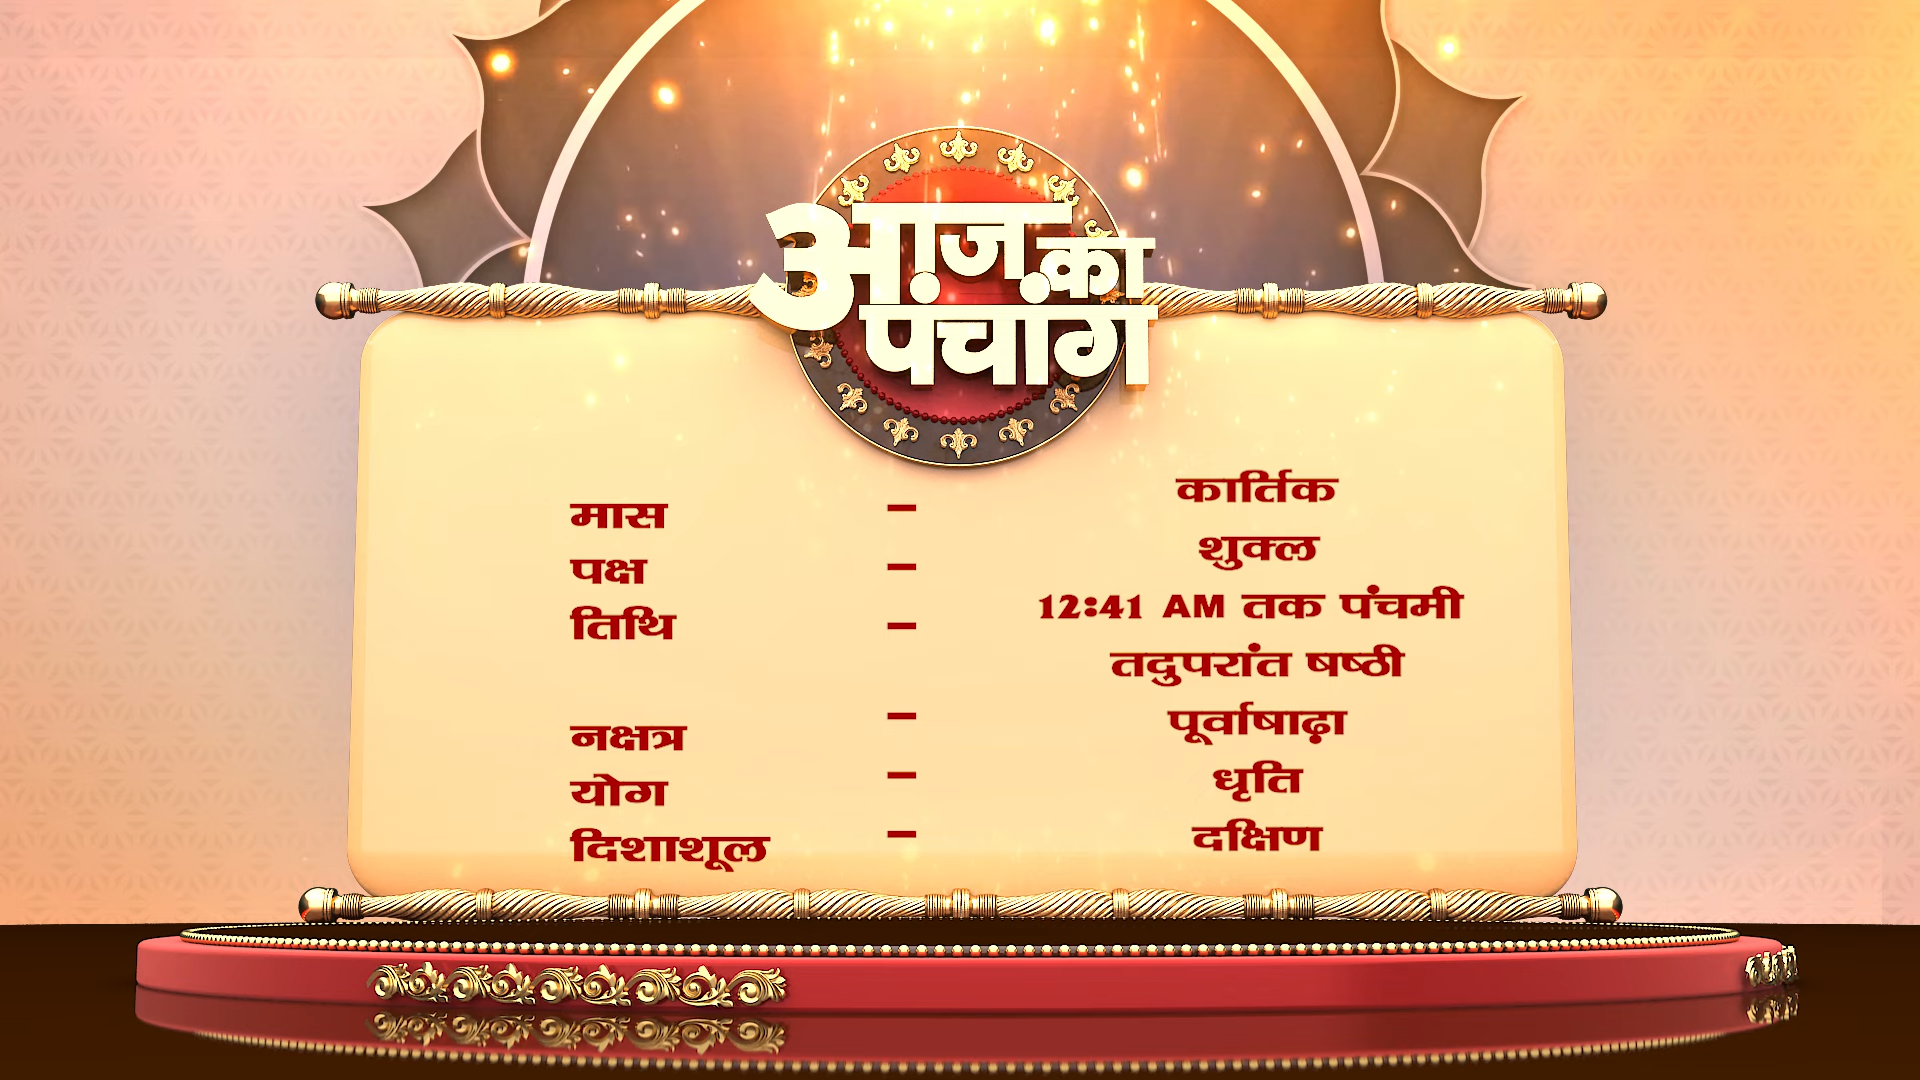 आज का
पंचांग
मास – कार्तिक
पक्ष – शुक्ल
तिथि – 12:41 AM तक पंचमी
तदुपरांत षष्ठी
नक्षत्र – पूर्वाषाढ़ा
योग – धृति
दिशाशूल – दक्षिण